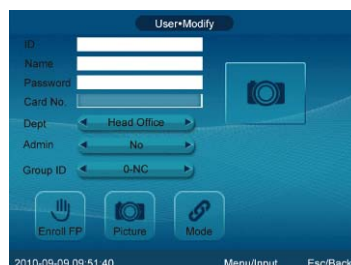 User•Modify
ID
Name
Password
Card No.
Dept Head Office
Admin No
Group ID 0-NC
Enroll FP Picture Mode
2010-09-09 09:51:40 Menu/Input Esc/Back